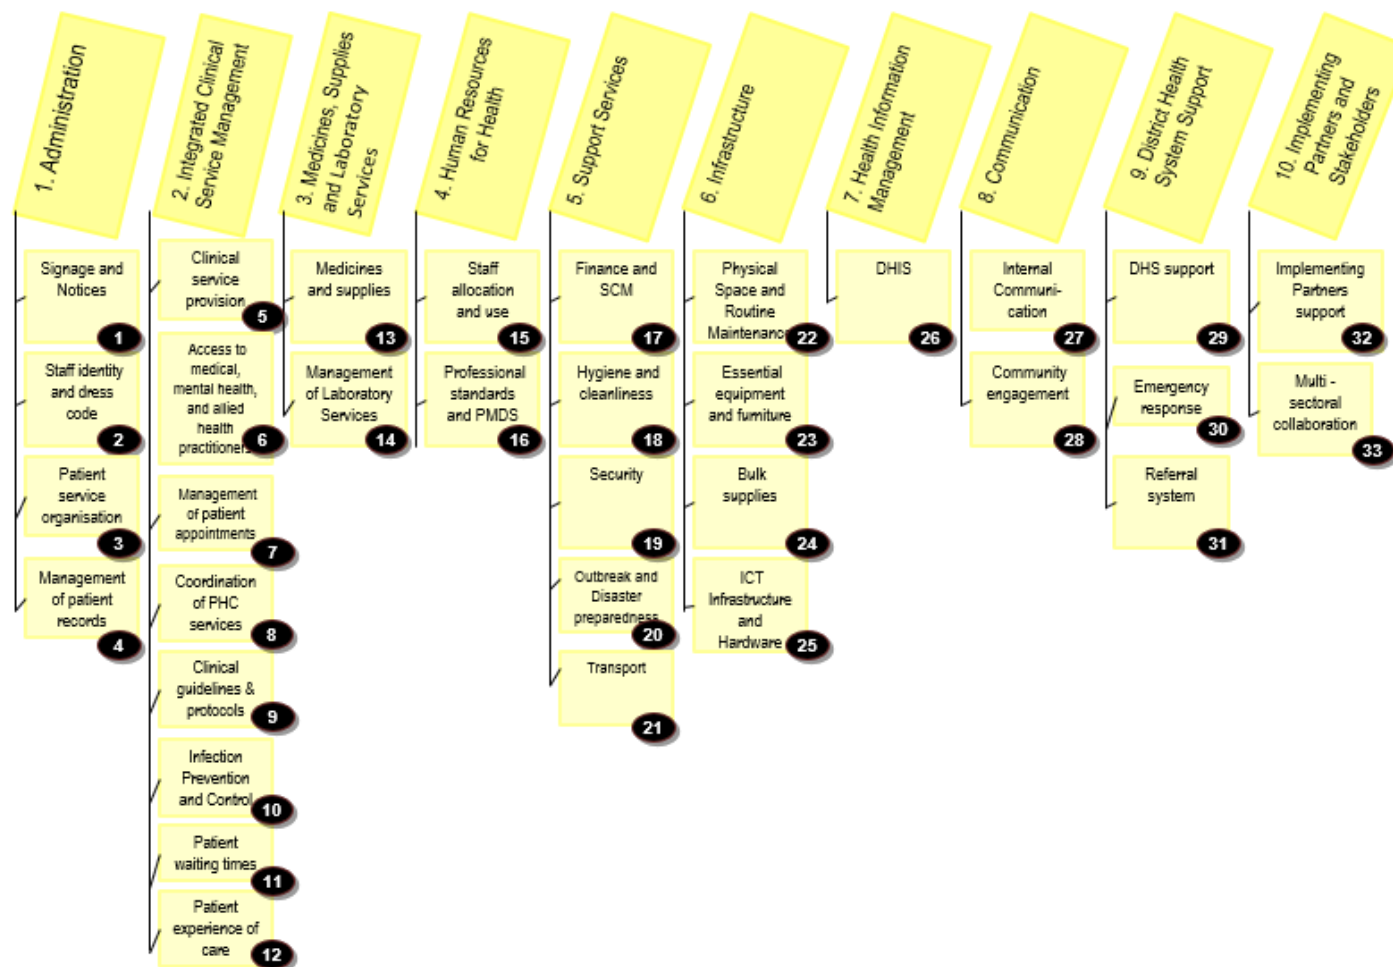 1. Administration
Signage and
Notices
1
Staff identity
and dress
code
2
Patient
service
organisation
3
Management
of patient
records
4
2. Integrated Clinical
Service Management
Clinical
service
provision
5
Access to
medical,
mental health,
and allied
health
practitioners
6
Management
of patient
appointments
7
Coordination
of PHC
services
8
Clinical
guidelines &
protocols
9
Infection
Prevention
and Control
10
Patient
waiting times
11
Patient
experience of
care
12
3. Medicines, Supplies
and Laboratory
Services
Medicines
and supplies
13
Management
of Laboratory
Services
14
4. Human Resources
for Health
Staff
allocation
and use
15
Professional
standards
and PMDS
16
5. Support Services
Finance and
SCM
17
Hygiene and
cleanliness
18
Security
19
Outbreak and
Disaster
preparedness
20
Transport
21
6. Infrastructure
Physical
Space and
Routine
Maintenance
22
Essential
equipment
and furniture
23
Bulk
supplies
24
ICT
Infrastructure
and
Hardware
25
7. Health Information
Management
DHIS
26
8. Communication
Internal
Communi-
cation
27
Community
engagement
28
9. District Health
System Support
DHS support
29
Emergency
response
30
Referral
system
31
10. Implementing
Partners and
Stakeholders
Implementing
Partners
support
32
Multi -
sectoral
collaboration
33